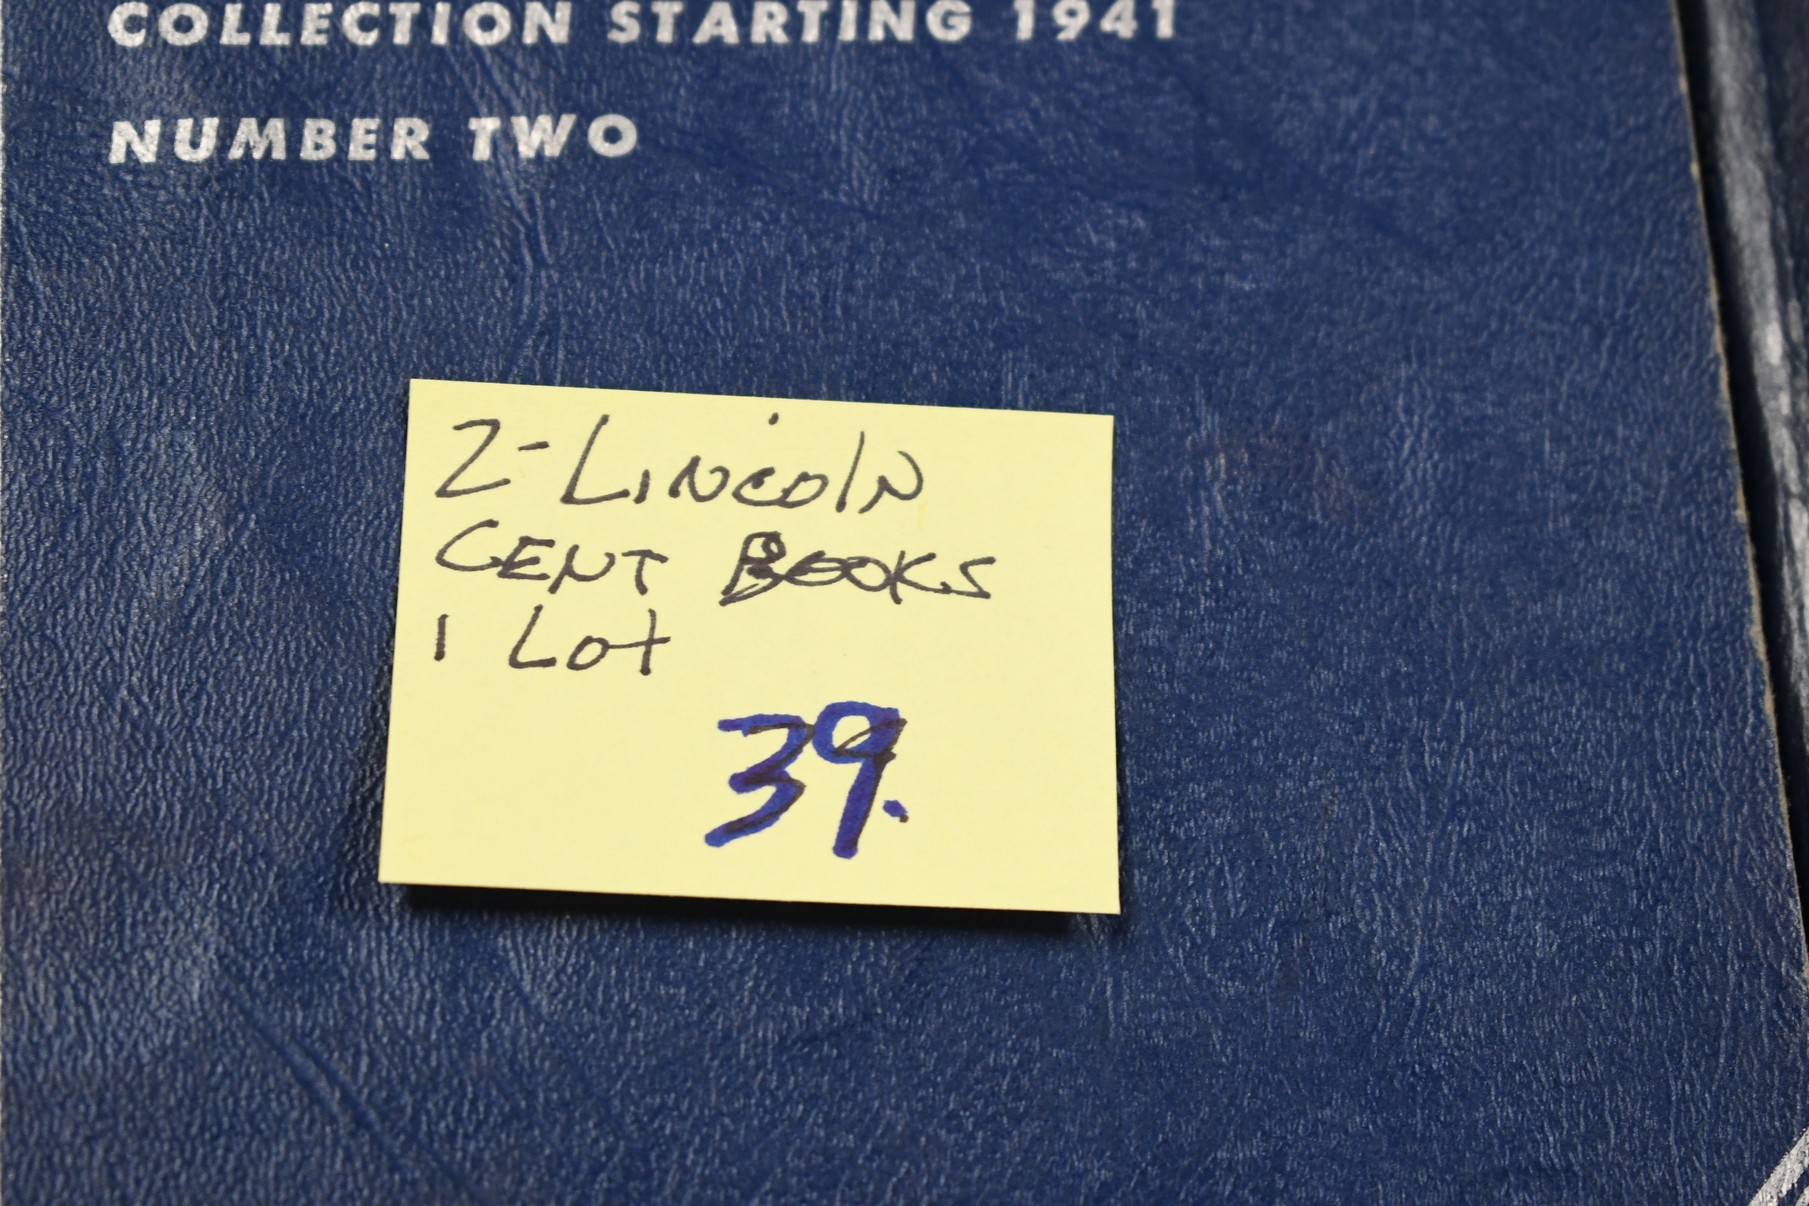 COLLECTION STARTING 1941
NUMBER TWO
2-LINCOLN
CENT BOOKS
1 Lot
39.